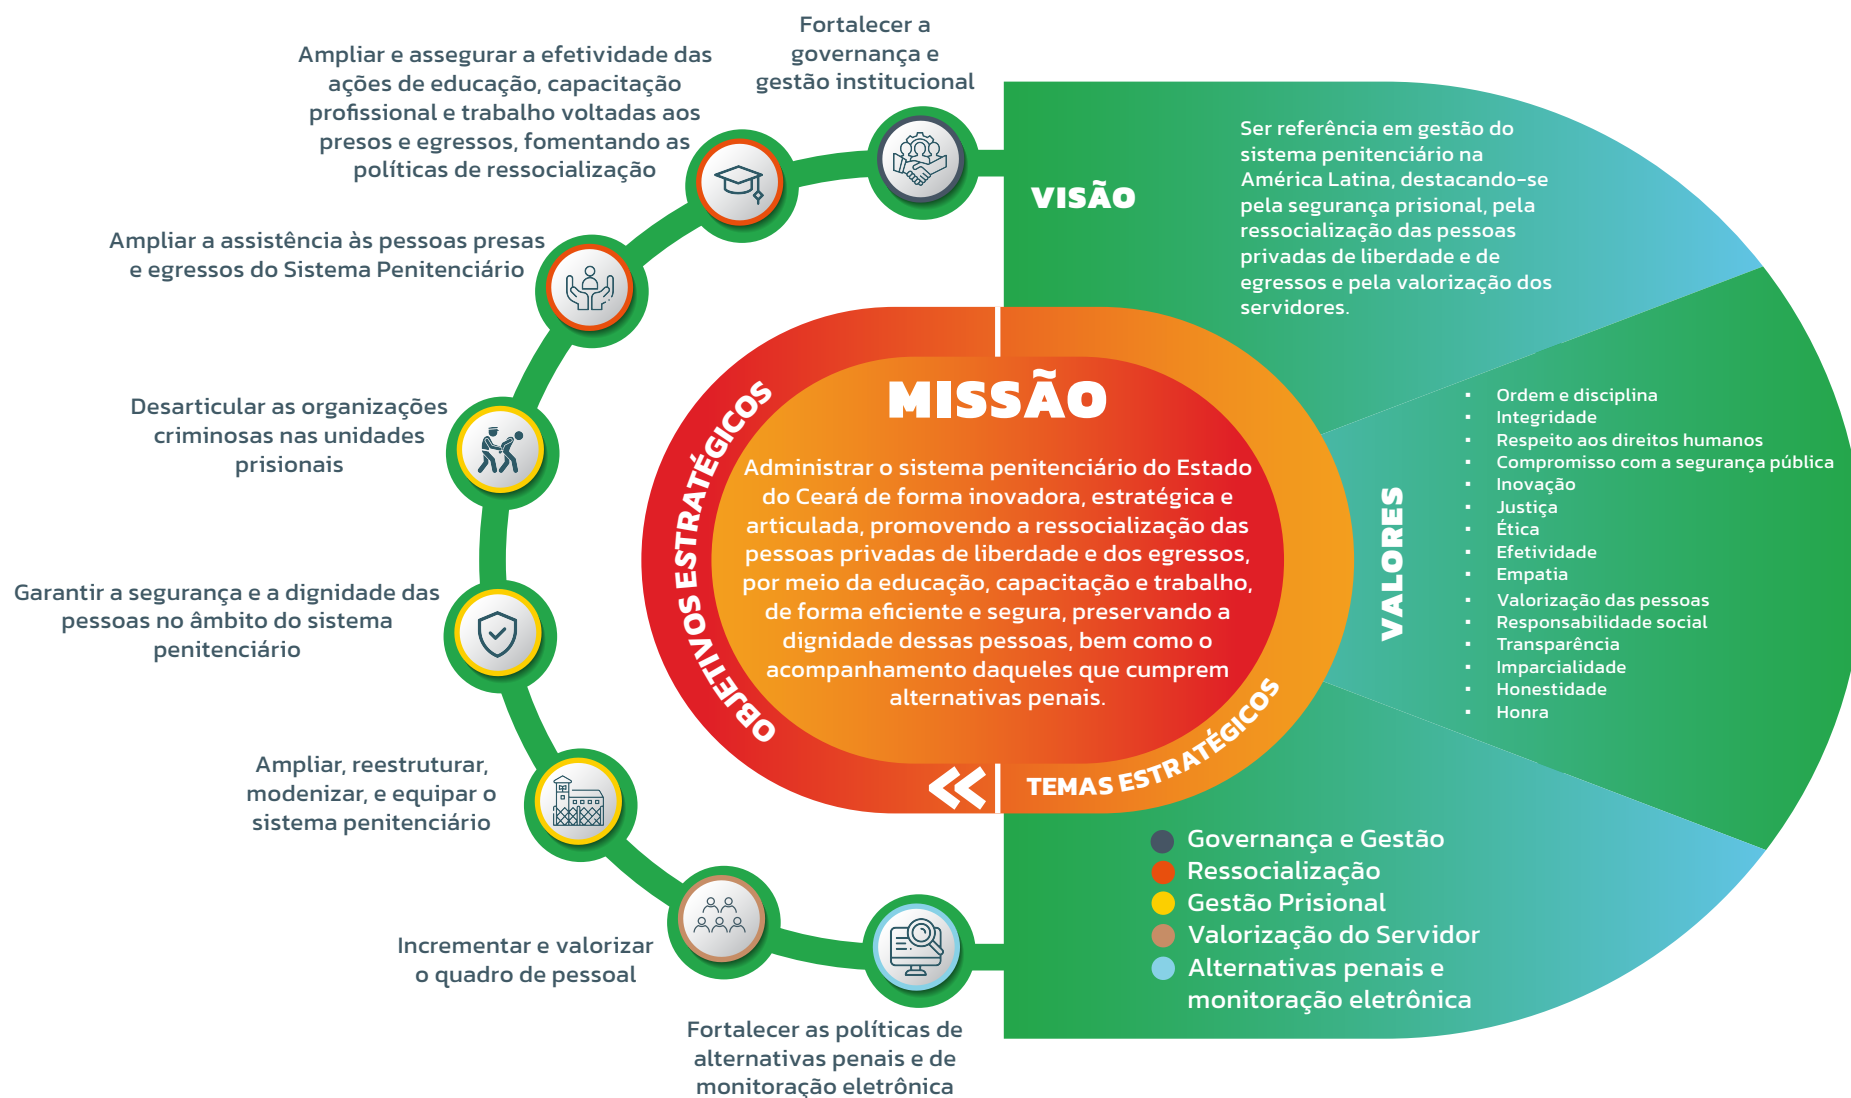 Fortalecer a
governança e
gestão institucional
Ampliar e assegurar a efetividade das
ações de educação, capacitação
profissional e trabalho voltadas aos
presos e egressos, fomentando as
políticas de ressocialização
Ampliar a assistência às pessoas presas
e egressos do Sistema Penitenciário
Desarticular as organizações
criminosas nas unidades
prisionais
Garantir a segurança e a dignidade das
pessoas no âmbito do sistema
penitenciário
Ampliar, reestruturar,
modenizar, e equipar o
sistema penitenciário
Incrementar e valorizar
o quadro de pessoal
Fortalecer as políticas de
alternativas penais e de
monitoração eletrônica
OBJETIVOS ESTRATÉGICOS
MISSÃO
Administrar o sistema penitenciário do Estado
do Ceará de forma inovadora, estratégica e
articulada, promovendo a ressocialização das
pessoas privadas de liberdade e dos egressos,
por meio da educação, capacitação e trabalho,
de forma eficiente e segura, preservando a
dignidade dessas pessoas, bem como o
acompanhamento daqueles que cumprem
alternativas penais.
VISÃO
Ser referência em gestão do
sistema penitenciário na
América Latina, destacando-se
pela segurança prisional, pela
ressocialização das pessoas
privadas de liberdade e de
egressos e pela valorização dos
servidores.
VALORES
▪ Ordem e disciplina
▪ Integridade
▪ Respeito aos direitos humanos
▪ Compromisso com a segurança pública
▪ Inovação
▪ Justiça
▪ Ética
▪ Efetividade
▪ Empatia
▪ Valorização das pessoas
▪ Responsabilidade social
▪ Transparência
▪ Imparcialidade
▪ Honestidade
▪ Honra
TEMAS ESTRATÉGICOS
Governança e Gestão
Ressocialização
Gestão Prisional
Valorização do Servidor
Alternativas penais e
monitoração eletrônica